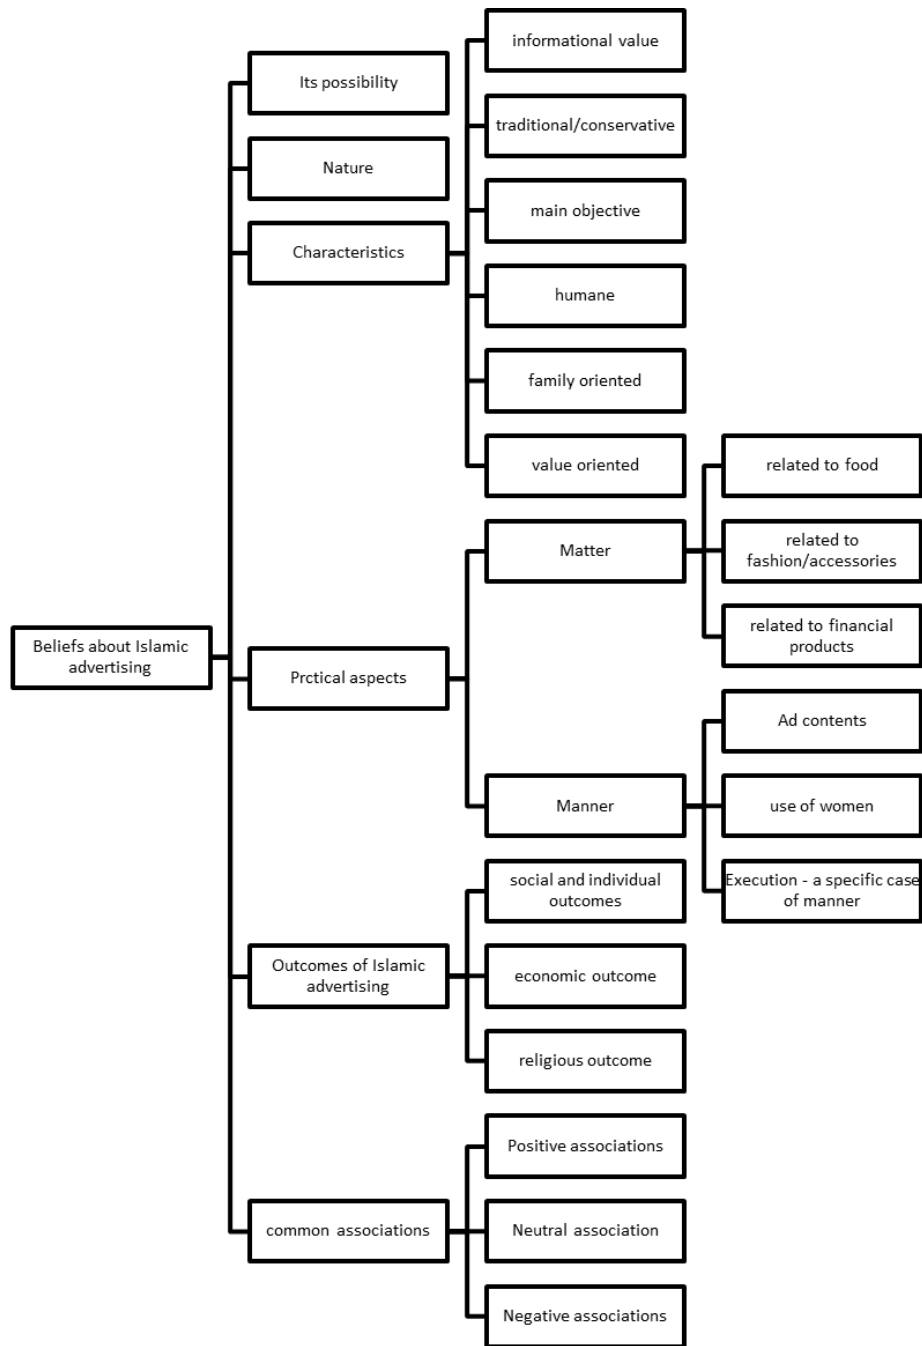 informational value
Its possibility
traditional/conservative
Nature
main objective
Characteristics
humane
family oriented
value oriented
related to food
Matter
related to
fashion/accessories
related to financial
products
Beliefs about Islamic
advertising
Prctical aspects
Ad contents
Manner
use of women
Execution - a specific case
of manner
social and individual
outcomes
Outcomes of Islamic
advertising
economic outcome
religious outcome
Positive associations
common associations
Neutral association
Negative associations